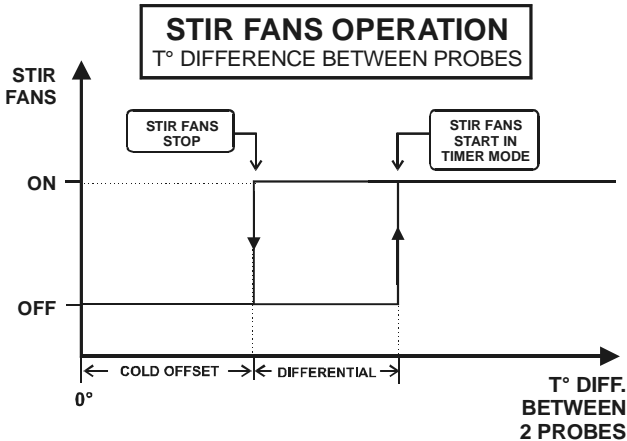 STIR FANS OPERATION
T° DIFFERENCE BETWEEN PROBES
STIR
FANS
STIR FANS
STOP
STIR FANS
START IN
TIMER MODE
ON
OFF
COLD OFFSET
DIFFERENTIAL
0°
T° DIFF.
BETWEEN
2 PROBES